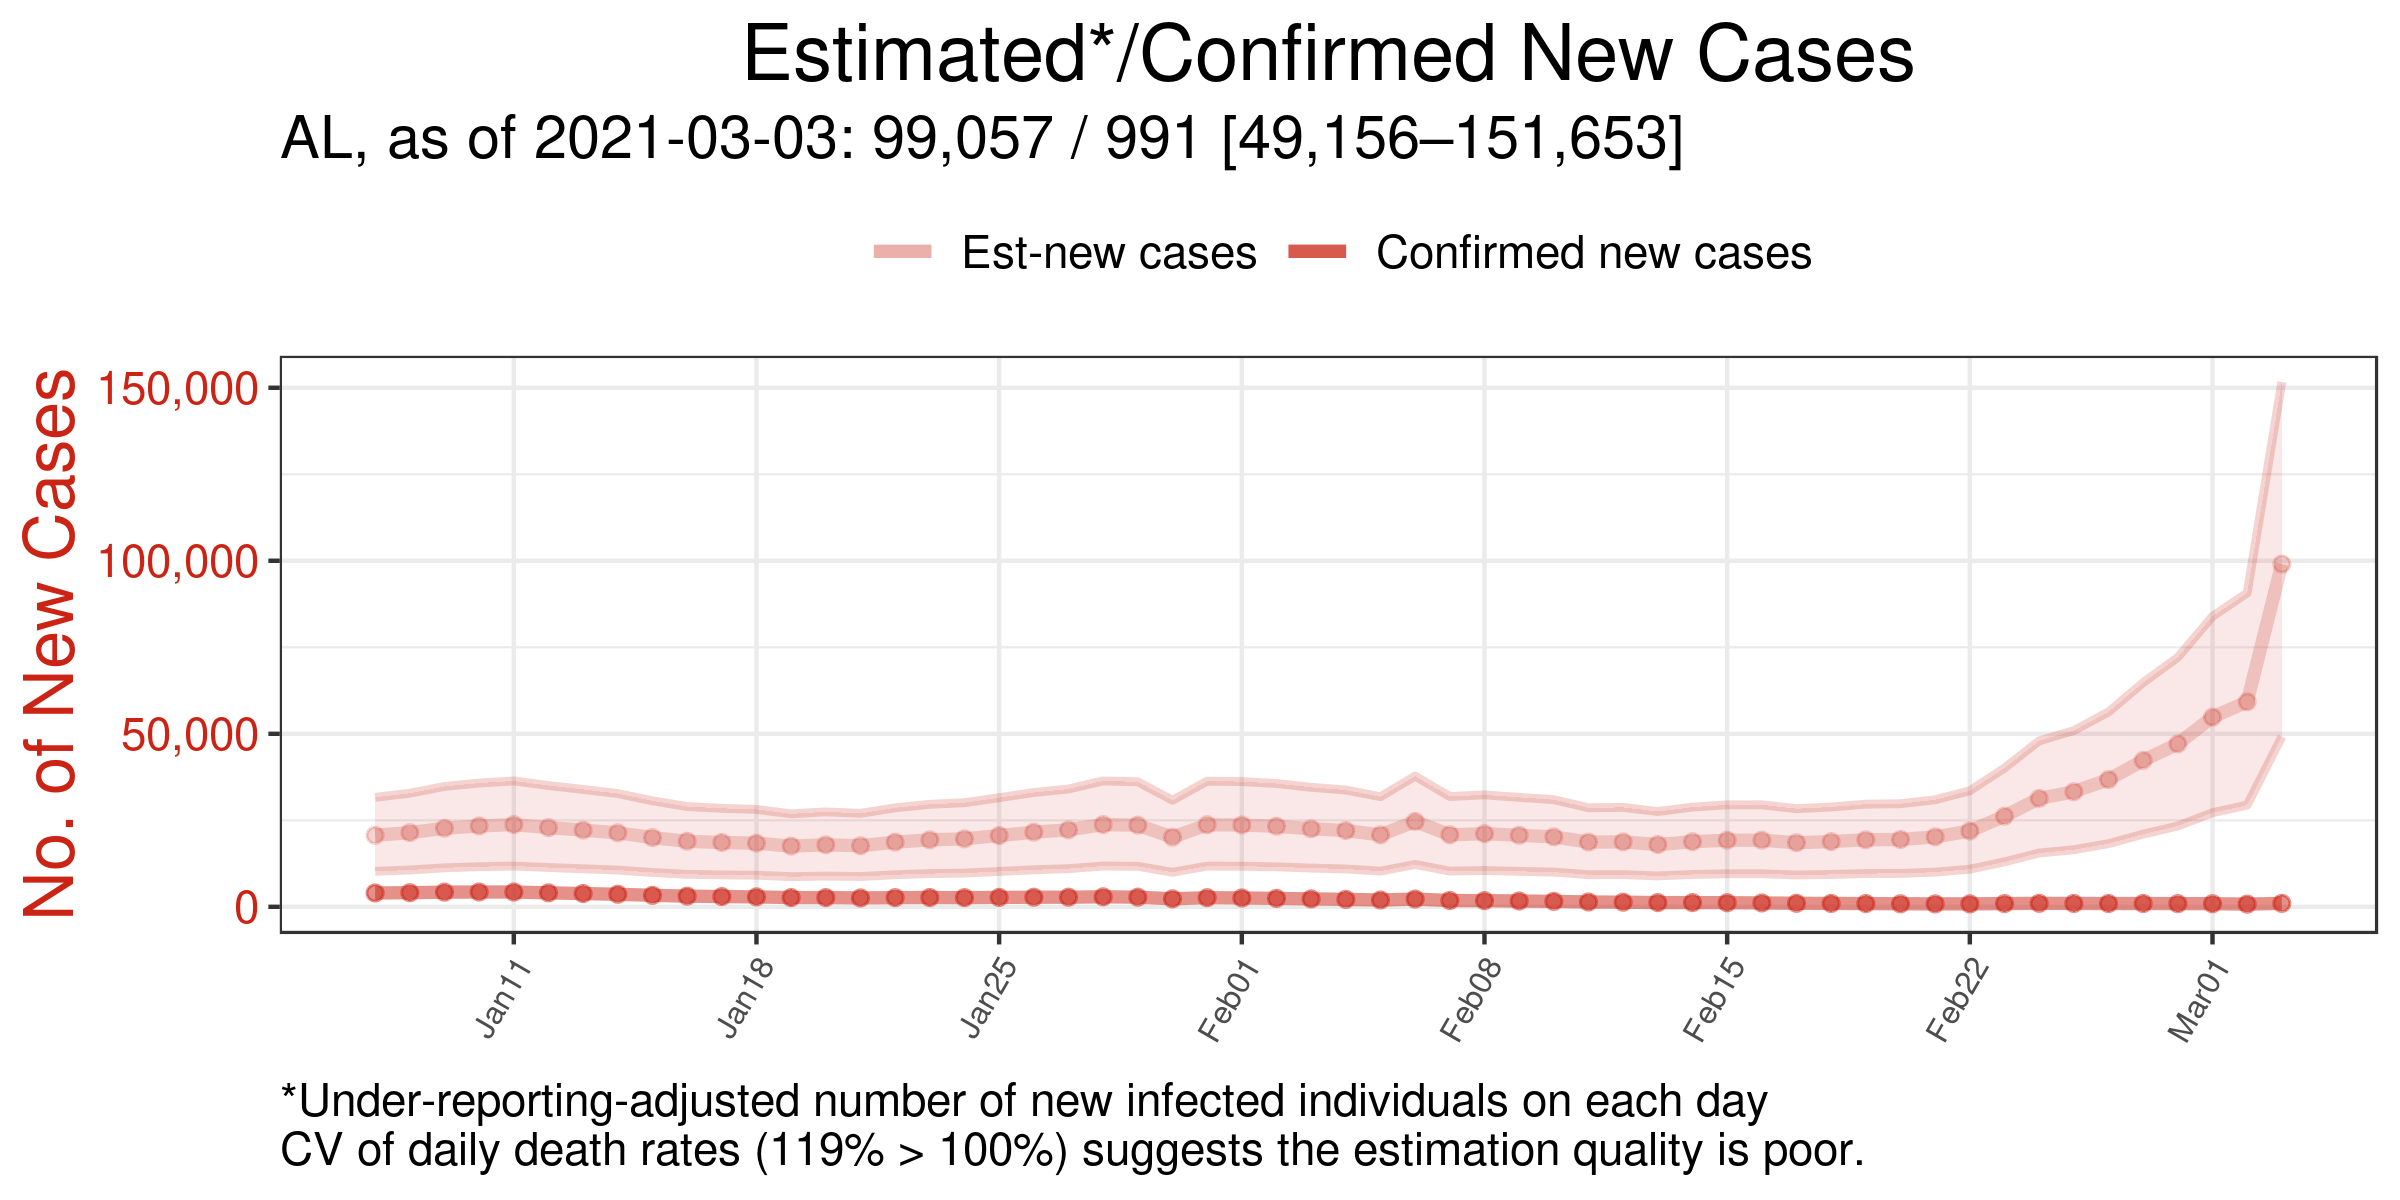 Estimated*/Confirmed New Cases
AL, as of 2021-03-03: 99,057 / 991 [49,156–151,653]
Est-new cases
Confirmed new cases
No. of New Cases
150,000
100,000
50,000
0
Jan11
Jan18
Jan25
Feb01
Feb08
Feb15
Feb22
Mar01
*Under-reporting-adjusted number of new infected individuals on each day
CV of daily death rates (119% > 100%) suggests the estimation quality is poor.